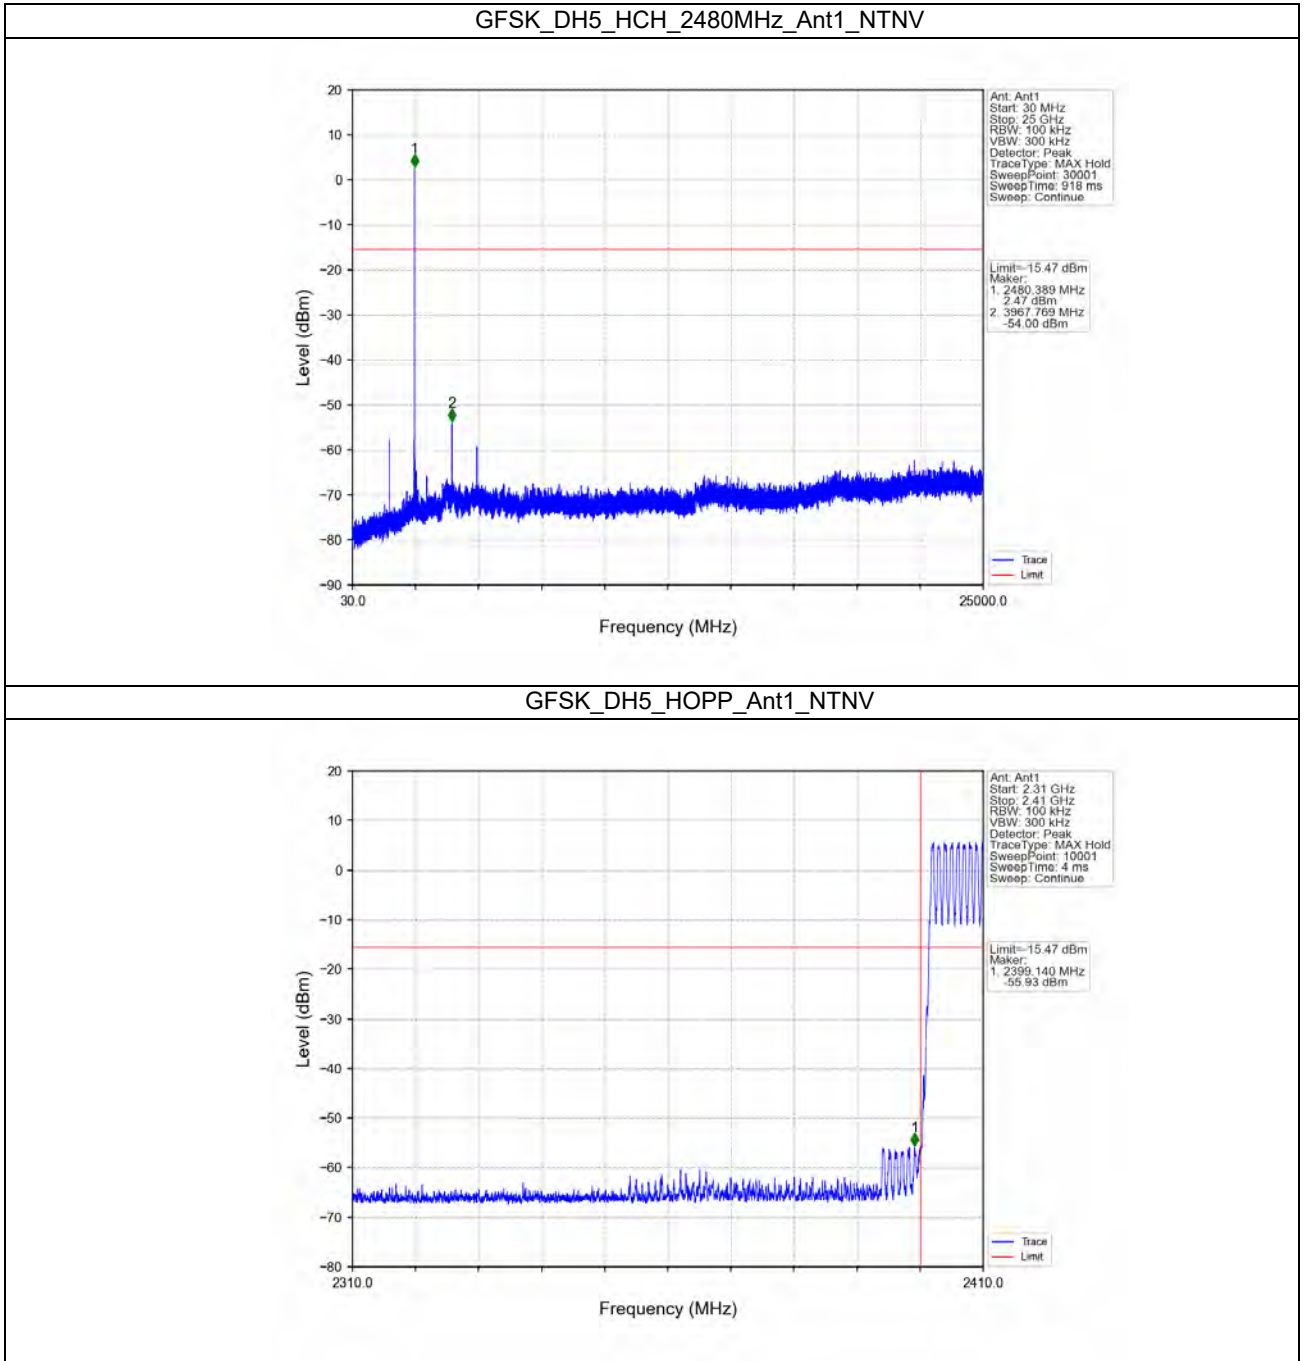 GFSK_DH5_HCH_2480MHz_Ant1_NTNV
20
10
0
−10
−20
−30
−40
−50
−60
−70
−80
−90
Level (dBm)
1
2
30.0
25000.0
Frequency (MHz)
Ant: Ant1
Start: 30 MHz
Stop: 25 GHz
RBW: 100 kHz
VBW: 300 kHz
Detector: Peak
TraceType: MAX Hold
SweepPoint: 30001
SweepTime: 918 ms
Sweep: Continue
Limit=-15.47 dBm
Maker:
1. 2480.389 MHz
2.47 dBm
2. 3967.769 MHz
-54.00 dBm
Trace
Limit
GFSK_DH5_HOPP_Ant1_NTNV
20
10
0
−10
−20
−30
−40
−50
−60
−70
−80
Level (dBm)
1
2310.0
2410.0
Frequency (MHz)
Ant: Ant1
Start: 2.31 GHz
Stop: 2.41 GHz
RBW: 100 kHz
VBW: 300 kHz
Detector: Peak
TraceType: MAX Hold
SweepPoint: 10001
SweepTime: 4 ms
Sweep: Continue
Limit=-15.47 dBm
Maker:
1. 2399.140 MHz
-55.93 dBm
Trace
Limit